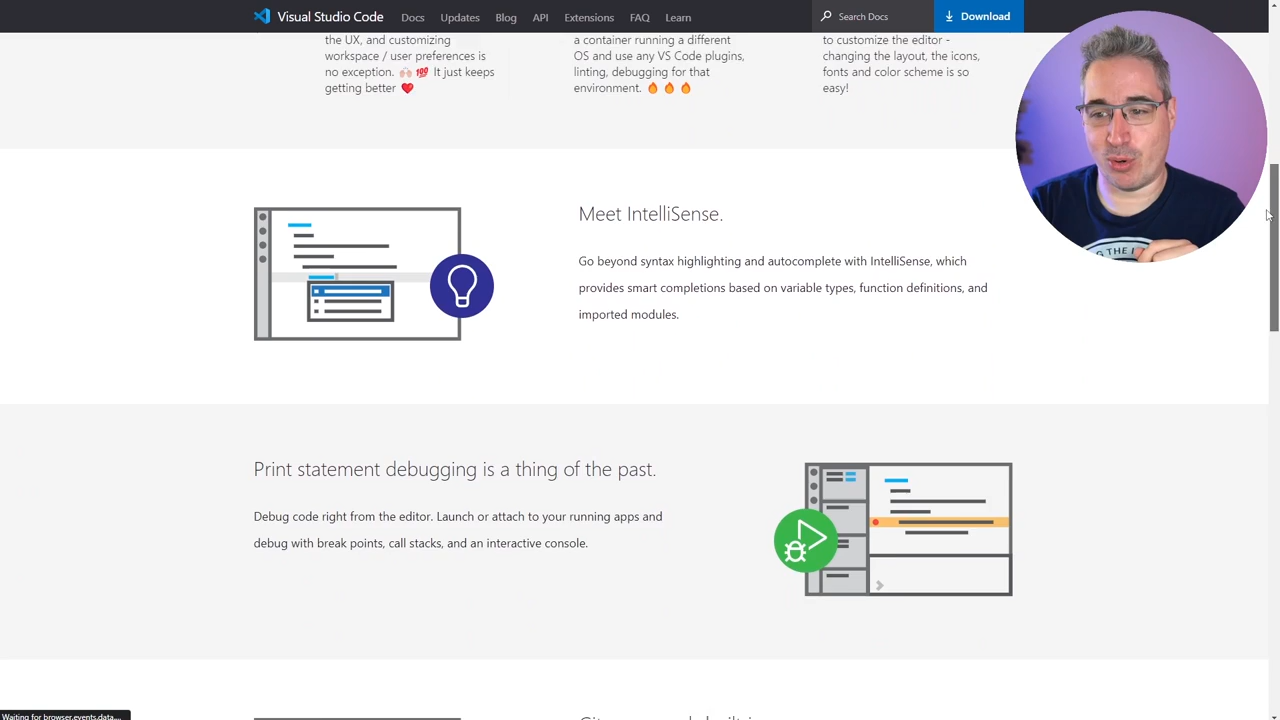 Visual Studio Code
Docs
Updates
Blog
API
Extensions
FAQ
Learn
Search Docs
Download
the UX, and customizing
workspace / user preferences is
no exception. 🙌🏻 💯 It just keeps
getting better ❤️
a container running a different
OS and use any VS Code plugins,
linting, debugging for that
environment. 🔥 🔥 🔥
to customize the editor -
changing the layout, the icons,
fonts and color scheme is so
easy!
THE I
Meet IntelliSense.
Go beyond syntax highlighting and autocomplete with IntelliSense, which
provides smart completions based on variable types, function definitions, and
imported modules.
Print statement debugging is a thing of the past.
Debug code right from the editor. Launch or attach to your running apps and
debug with break points, call stacks, and an interactive console.
Waiting for browser.events.data....